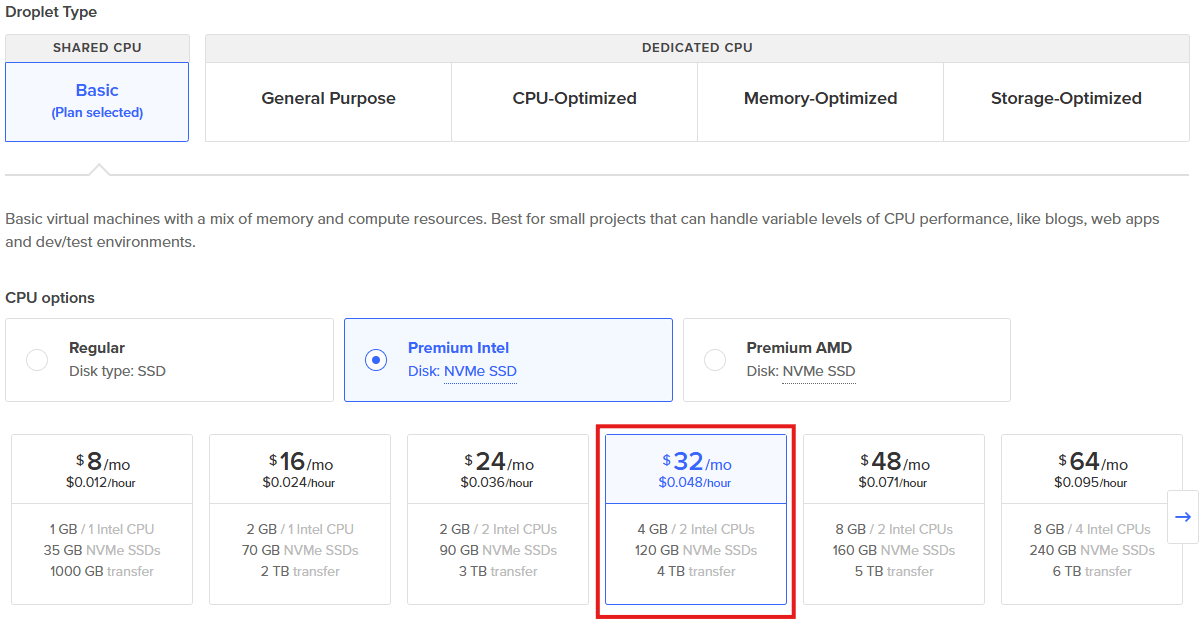 Droplet Type
SHARED CPU
DEDICATED CPU
Basic
(Plan selected)
General Purpose
CPU-Optimized
Memory-Optimized
Storage-Optimized
Basic virtual machines with a mix of memory and compute resources. Best for small projects that can handle variable levels of CPU performance, like blogs, web apps
and dev/test environments.
CPU options
Regular
Disk type: SSD
Premium Intel
Disk: NVMe SSD
Premium AMD
Disk: NVMe SSD
$8/mo
$0.012/hour
1 GB / 1 Intel CPU
35 GB NVMe SSDs
1000 GB transfer
$16/mo
$0.024/hour
2 GB / 1 Intel CPU
70 GB NVMe SSDs
2 TB transfer
$24/mo
$0.036/hour
2 GB / 2 Intel CPUs
90 GB NVMe SSDs
3 TB transfer
$32/mo
$0.048/hour
4 GB / 2 Intel CPUs
120 GB NVMe SSDs
4 TB transfer
$48/mo
$0.071/hour
8 GB / 2 Intel CPUs
160 GB NVMe SSDs
5 TB transfer
$64/mo
$0.095/hour
8 GB / 4 Intel CPUs
240 GB NVMe SSDs
6 TB transfer